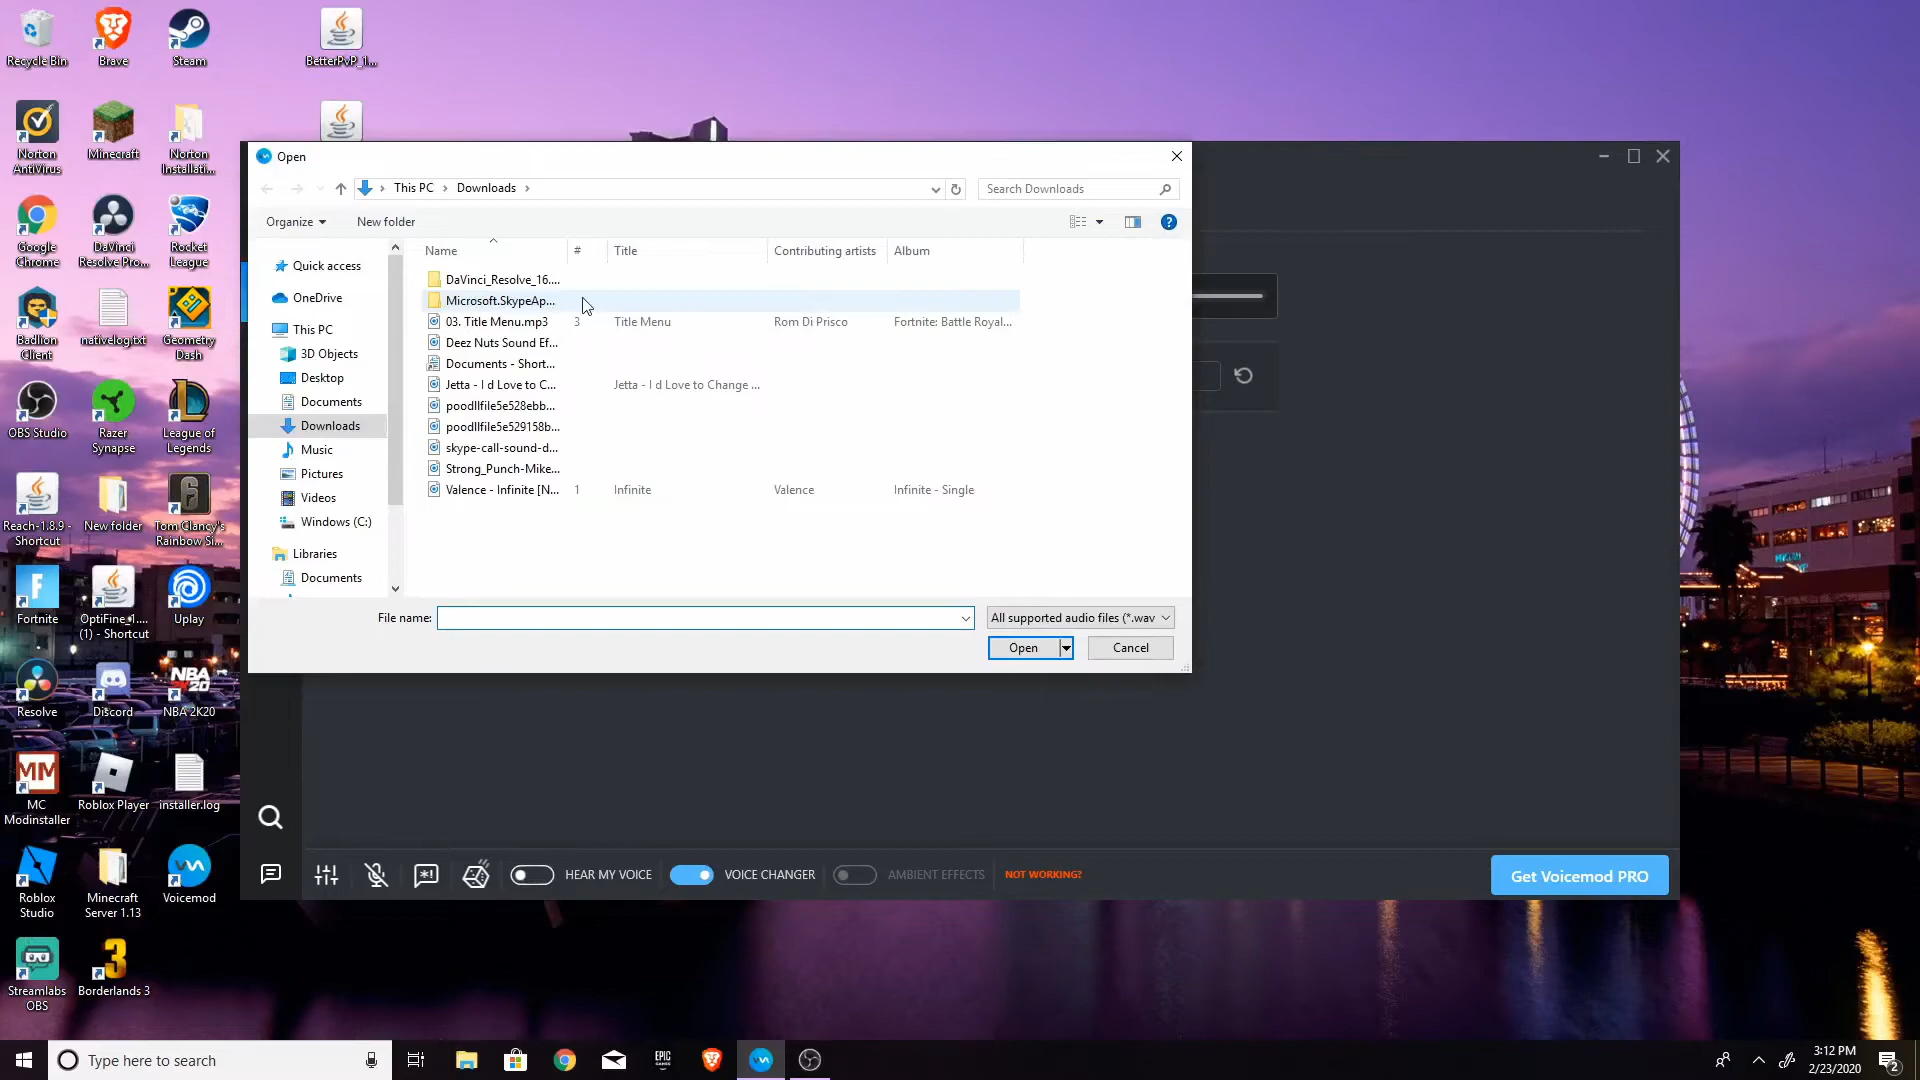 Recycle Bin
Brave
Steam
BetterPvP_1...
Norton
AntiVirus
Minecraft
Norton
Installati...
Google
Chrome
DaVinci
Resolve Pro...
Rocket
League
Badlion
Client
nativelog.txt
Geometry
Dash
OBS Studio
Razer
Synapse
League of
Legends
Reach-1.8.9 -
Shortcut
New folder
Tom Clancy's
Rainbow Si...
Fortnite
OptiFine_1....
(1) - Shortcut
Uplay
Resolve
Discord
NBA 2K20
MC
Modinstaller
Roblox Player
installer.log
Roblox
Studio
Minecraft
Server 1.13
Voicemod
Streamlabs
OBS
Borderlands 3
Open
This PC
Downloads
Search Downloads
Organize
New folder
Quick access
OneDrive
This PC
3D Objects
Desktop
Documents
Downloads
Music
Pictures
Videos
Windows (C:)
Libraries
Documents
Name # Title Contributing artists Album
DaVinci_Resolve_16....
Microsoft.SkypeAp...
03. Title Menu.mp3 3 Title Menu Rom Di Prisco Fortnite: Battle Royal...
Deez Nuts Sound Ef...
Documents - Short...
Jetta - I d Love to C... Jetta - I d Love to Change ...
poodllfile5e528ebb...
poodllfile5e529158b...
skype-call-sound-d...
Strong_Punch-Mike...
Valence - Infinite [N... 1 Infinite Valence Infinite - Single
File name:
All supported audio files (*.wav
Open
Cancel
HEAR MY VOICE
VOICE CHANGER
AMBIENT EFFECTS
NOT WORKING?
Get Voicemod PRO
Type here to search
EPIC
GAMES
3:12 PM
2/23/2020
2